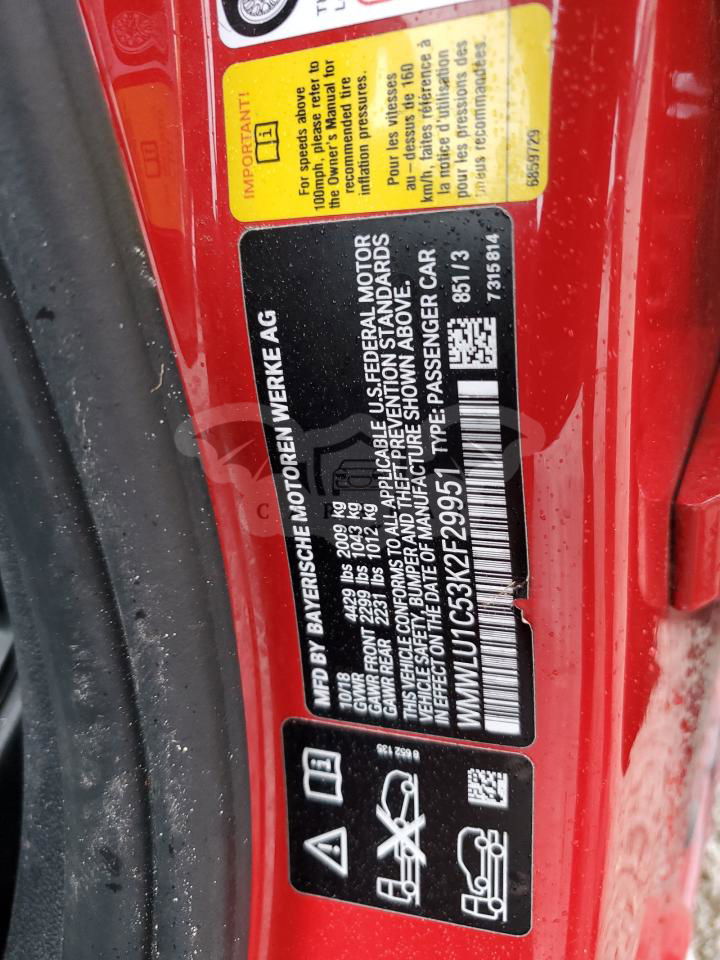 IMPORTANT!
For speeds above
100mph, please refer to
the Owner's Manual for
recommended tire
inflation pressures.
Pour les vitesses
au-dessus de 160
km/h, faites référence à
la notice d'utilisation
pour les pressions des
pneus recommandées.
6859729
MFD BY BAYERISCHE MOTOREN WERKE AG
10/18
GVWR 4429 lbs 2009 kg
GAWR FRONT 2299 lbs 1043 kg
GAWR REAR 2231 lbs 1012 kg
THIS VEHICLE CONFORMS TO ALL APPLICABLE U.S.FEDERAL MOTOR
VEHICLE SAFETY, BUMPER AND THEFT PREVENTION STANDARDS
IN EFFECT ON THE DATE OF MANUFACTURE SHOWN ABOVE.
WMWLU1C53K2F29951 TYPE: PASSENGER CAR
851/3
7315814
8 652 135